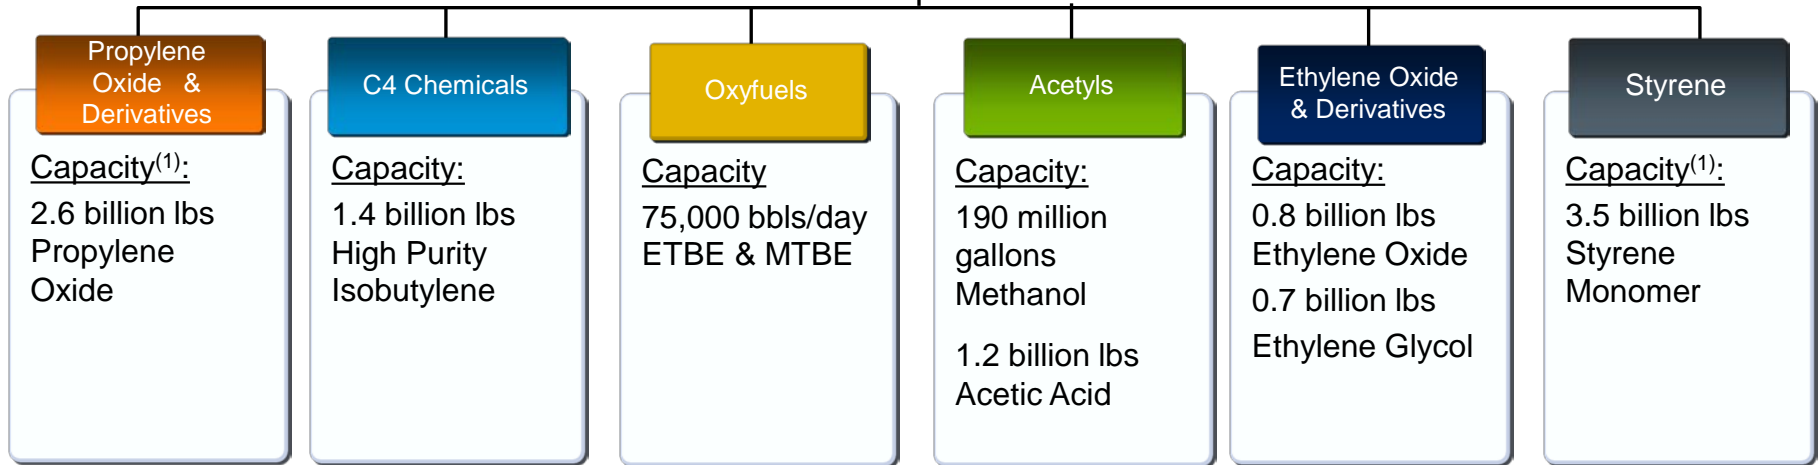 Propylene
Oxide &
Derivatives
Capacity(1):
2.6 billion lbs
Propylene
Oxide
C4 Chemicals
Capacity:
1.4 billion lbs
High Purity
Isobutylene
Oxyfuels
Capacity
75,000 bbls/day
ETBE & MTBE
Acetyls
Capacity:
190 million
gallons
Methanol
1.2 billion lbs
Acetic Acid
Ethylene Oxide
& Derivatives
Capacity:
0.8 billion lbs
Ethylene Oxide
0.7 billion lbs
Ethylene Glycol
Styrene
Capacity(1):
3.5 billion lbs
Styrene
Monomer